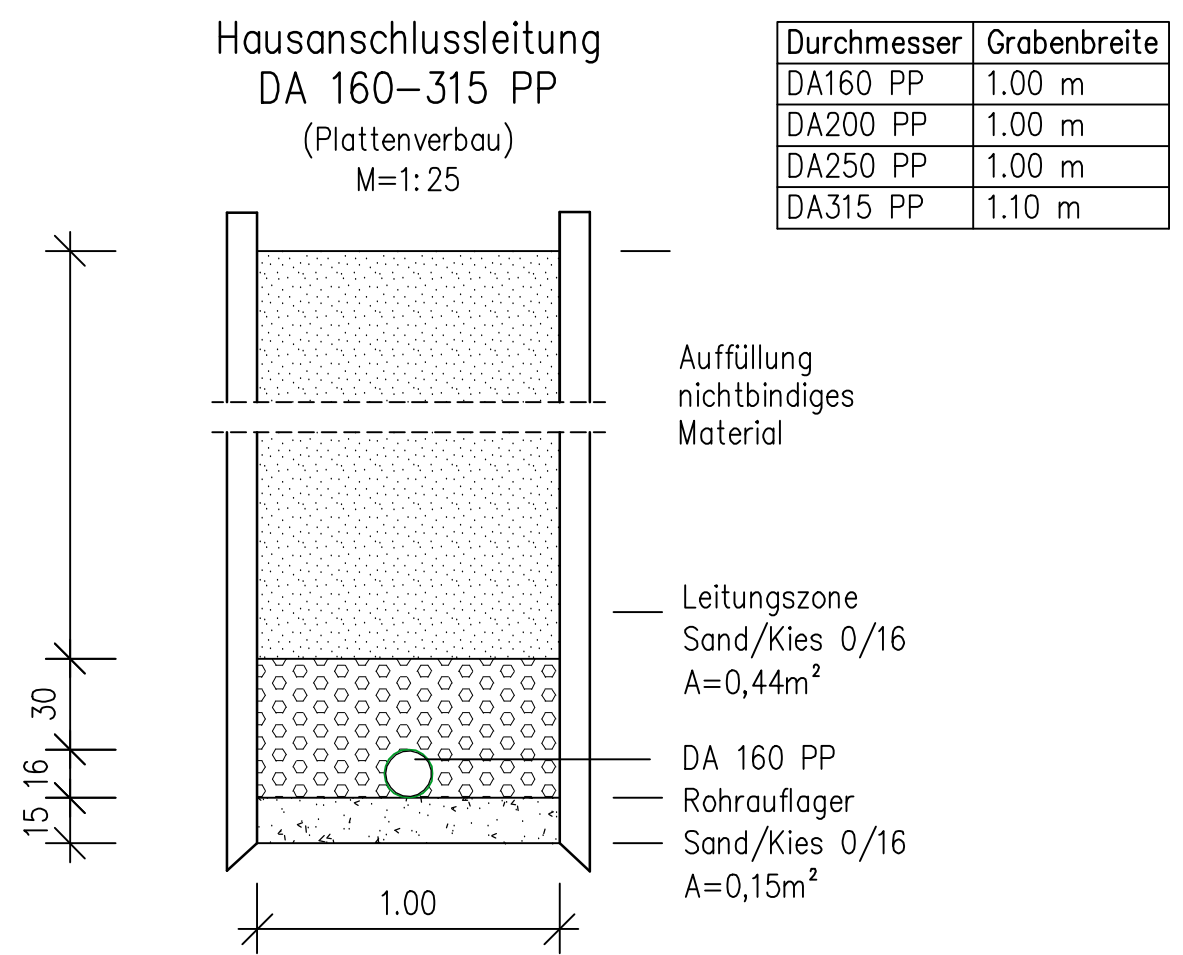 Hausanschlussleitung
DA 160-315 PP
(Plattenverbau)
M=1:25
Durchmesser Grabenbreite
DA160 PP 1.00 m
DA200 PP 1.00 m
DA250 PP 1.00 m
DA315 PP 1.10 m
Auffüllung
nichtbindiges
Material
Leitungszone
Sand/Kies 0/16
A=0,44m²
30
DA 160 PP
16
Rohrauflager
15
Sand/Kies 0/16
A=0,15m²
1.00